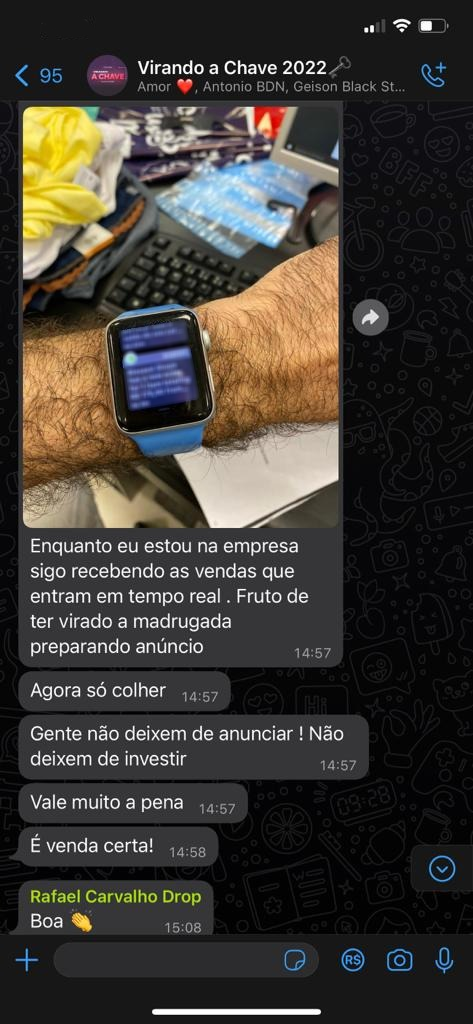 95
Virando a Chave 2022
Amor ❤️, Antonio BDN, Geison Black St...
A CHAVE
Enquanto eu estou na empresa
sigo recebendo as vendas que
entram em tempo real . Fruto de
ter virado a madrugada
preparando anúncio
14:57
Agora só colher 14:57
Gente não deixem de anunciar ! Não
deixem de investir
14:57
Vale muito a pena 14:57
É venda certa! 14:58
Rafael Carvalho Drop
Boa 👏 15:08
R$